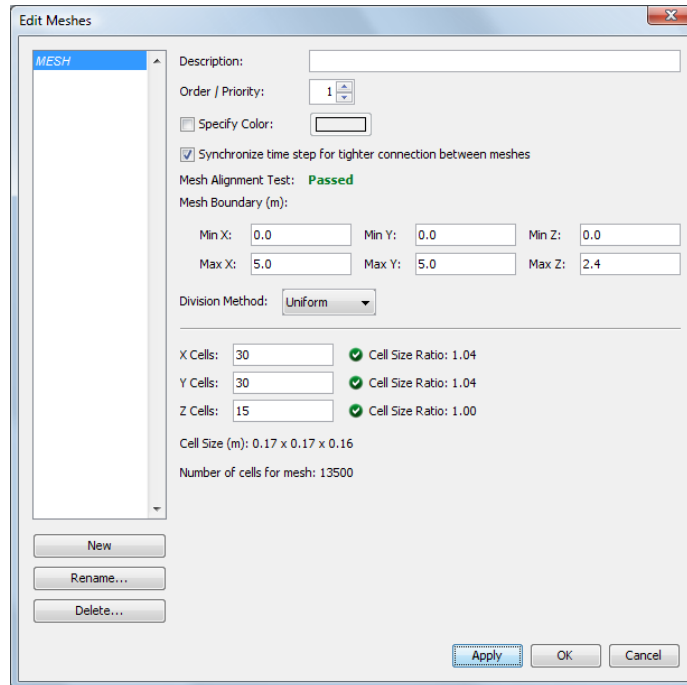 Edit Meshes
MESH
Description:
Order / Priority: 1
Specify Color:
Synchronize time step for tighter connection between meshes
Mesh Alignment Test: Passed
Mesh Boundary (m):
Min X: 0.0 Min Y: 0.0 Min Z: 0.0
Max X: 5.0 Max Y: 5.0 Max Z: 2.4
Division Method: Uniform
X Cells: 30 Cell Size Ratio: 1.04
Y Cells: 30 Cell Size Ratio: 1.04
Z Cells: 15 Cell Size Ratio: 1.00
Cell Size (m): 0.17 x 0.17 x 0.16
Number of cells for mesh: 13500
New
Rename...
Delete...
Apply OK Cancel